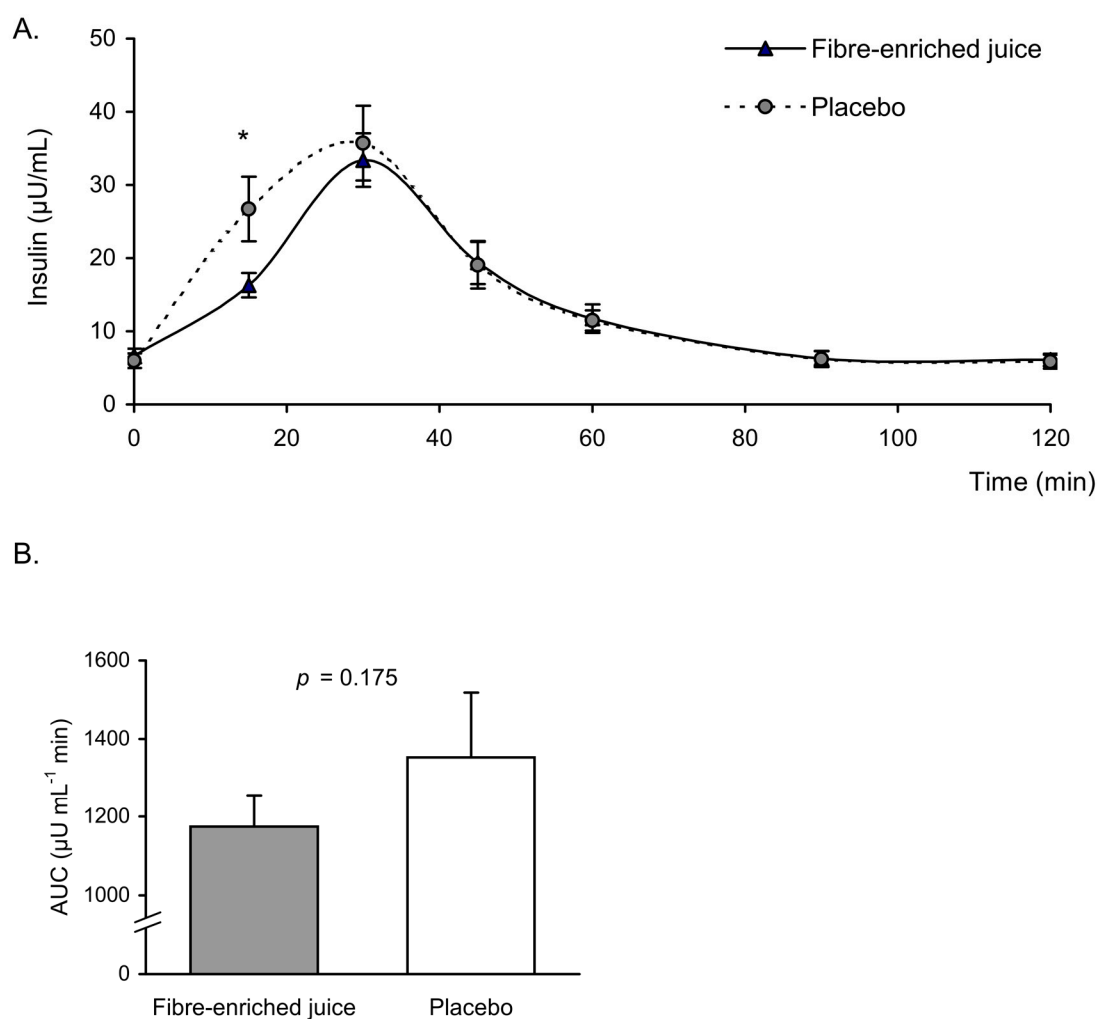 A.
Insulin (µU/mL)
50
40
30
20
10
0
*
Fibre-enriched juice
Placebo
0 20 40 60 80 100 120
Time (min)
B.
AUC (µU mL⁻¹ min)
1600
1400
1200
1000
0
p = 0.175
Fibre-enriched juice Placebo